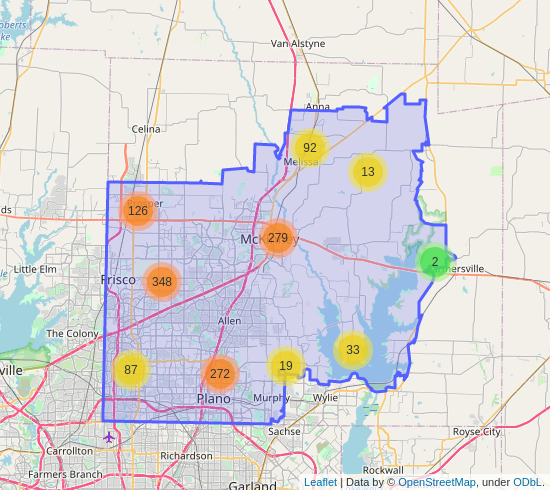 Roberts
Lake
Van Alstyne
Anna
Celina
92
Melissa
13
126
279
Little Elm
2
Frisco
348
The Colony
Allen
33
87
272
19
Plano
Murphy
Wylie
Sachse
Royse City
Carrollton
Richardson
Farmers Branch
Rockwall
Garland
Leaflet | Data by © OpenStreetMap, under ODbL.